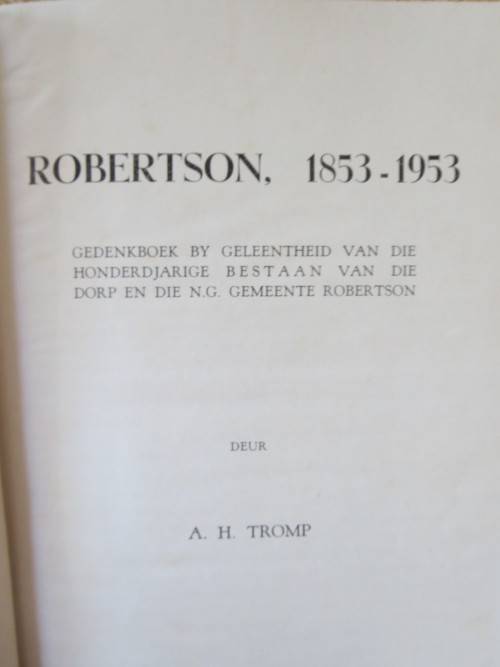 ROBERTSON, 1853-1953
GEDENKBOEK BY GELEENTHEID VAN DIE
HONDERDJARIGE BESTAAN VAN DIE
DORP EN DIE N.G. GEMEENTE ROBERTSON
DEUR
A. H. TROMP